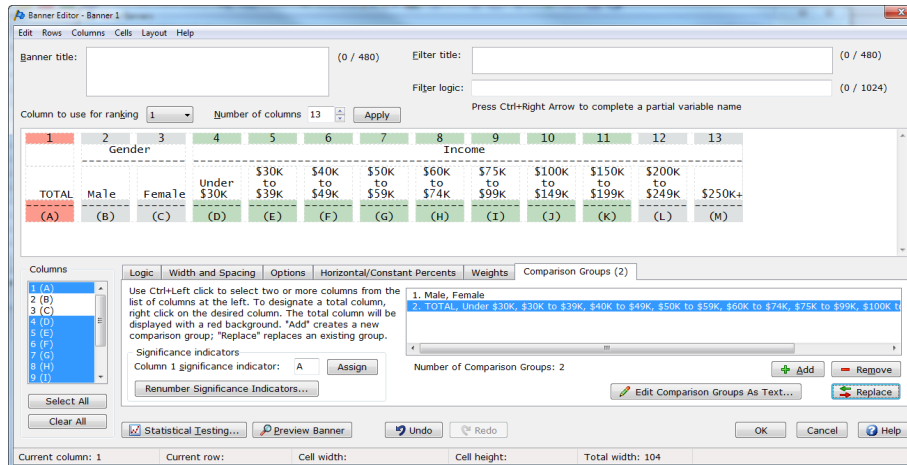 Banner Editor - Banner 1
Edit Rows Columns Cells Layout Help
Banner title:
(0 / 480)
Filter title:
(0 / 480)
Filter logic:
(0 / 1024)
Press Ctrl+Right Arrow to complete a partial variable name
Column to use for ranking 1 Number of columns 13 Apply
1 2 3 4 5 6 7 8 9 10 11 12 13
Gender Income
$30K $40K $50K $60K $75K $100K $150K $200K
Under to to to to to to to to
TOTAL Male Female $30K $39K $49K $59K $74K $99K $149K $199K $249K $250K+
(A) (B) (C) (D) (E) (F) (G) (H) (I) (J) (K) (L) (M)
Columns
1 (A)
2 (B)
3 (C)
4 (D)
5 (E)
6 (F)
7 (G)
8 (H)
9 (I)
Select All
Clear All
Logic Width and Spacing Options Horizontal/Constant Percents Weights Comparison Groups (2)
Use Ctrl+Left click to select two or more columns from the
list of columns at the left. To designate a total column,
right click on the desired column. The total column will be
displayed with a red background. "Add" creates a new
comparison group; "Replace" replaces an existing group.
Significance indicators
Column 1 significance indicator: A Assign
Renumber Significance Indicators...
1. Male, Female
2. TOTAL, Under $30K, $30K to $39K, $40K to $49K, $50K to $59K, $60K to $74K, $75K to $99K, $100K to
Number of Comparison Groups: 2
Add Remove
Edit Comparison Groups As Text... Replace
Statistical Testing... Preview Banner Undo Redo OK Cancel Help
Current column: 1 Current row: Cell width: Cell height: Total width: 104